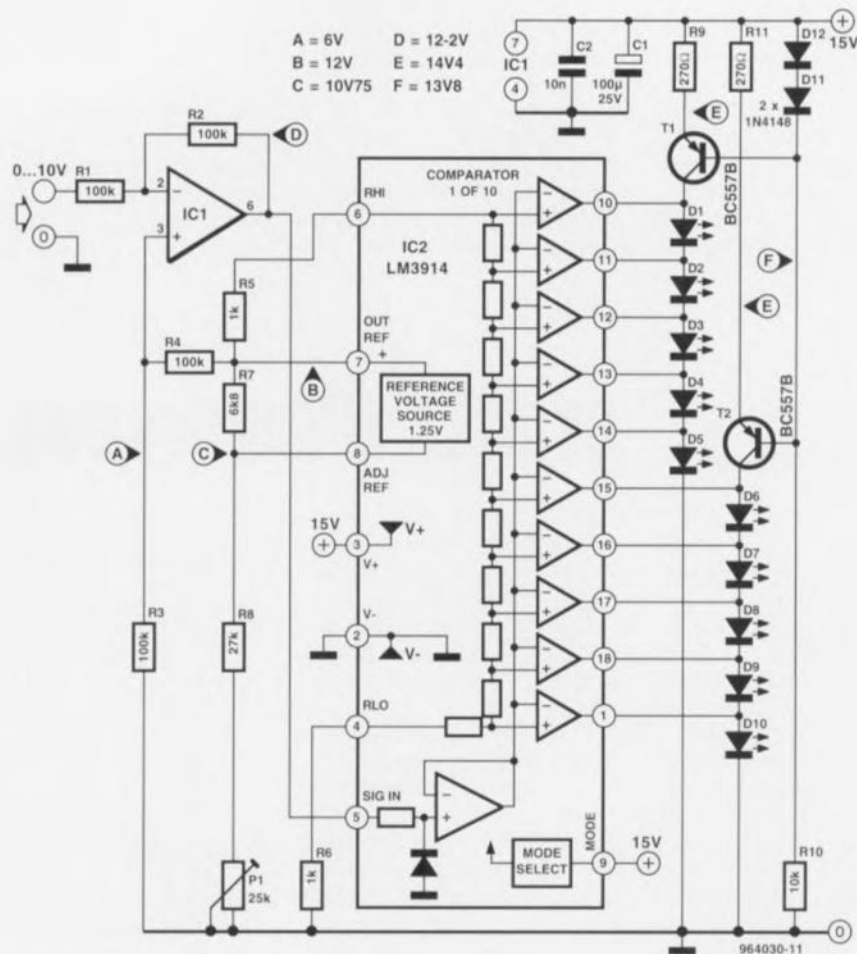 A = 6V D = 12-2V
B = 12V E = 14V4
C = 10V75 F = 13V8
7
IC1
4
C2
10n
C1
100µ
25V
R9
270Ω
R11
270Ω
D12
D11
2 x
1N4148
+
15V
E
T1
BC557B
R2
100k
D
0...10V
R1
100k
2
−
IC1
6
3
+
0
RHI
6
COMPARATOR
1 OF 10
IC2
LM3914
R5
1k
R4
100k
OUT
REF
+
7
R7
6k8
B
REFERENCE
VOLTAGE
SOURCE
1.25V
A
C
8
ADJ
REF
15V
+
3
V+
V+
V-
2
V-
R3
100k
R8
27k
RLO
4
SIG IN
5
R6
1k
P1
25k
−
+
MODE
SELECT
MODE
9
15V
+
− + 10
− + 11
− + 12
− + 13
− + 14
− + 15
− + 16
− + 17
− + 18
− + 1
D1
D2
D3
D4
D5
F
E
T2
BC557B
D6
D7
D8
D9
D10
R10
10k
0
964030-11